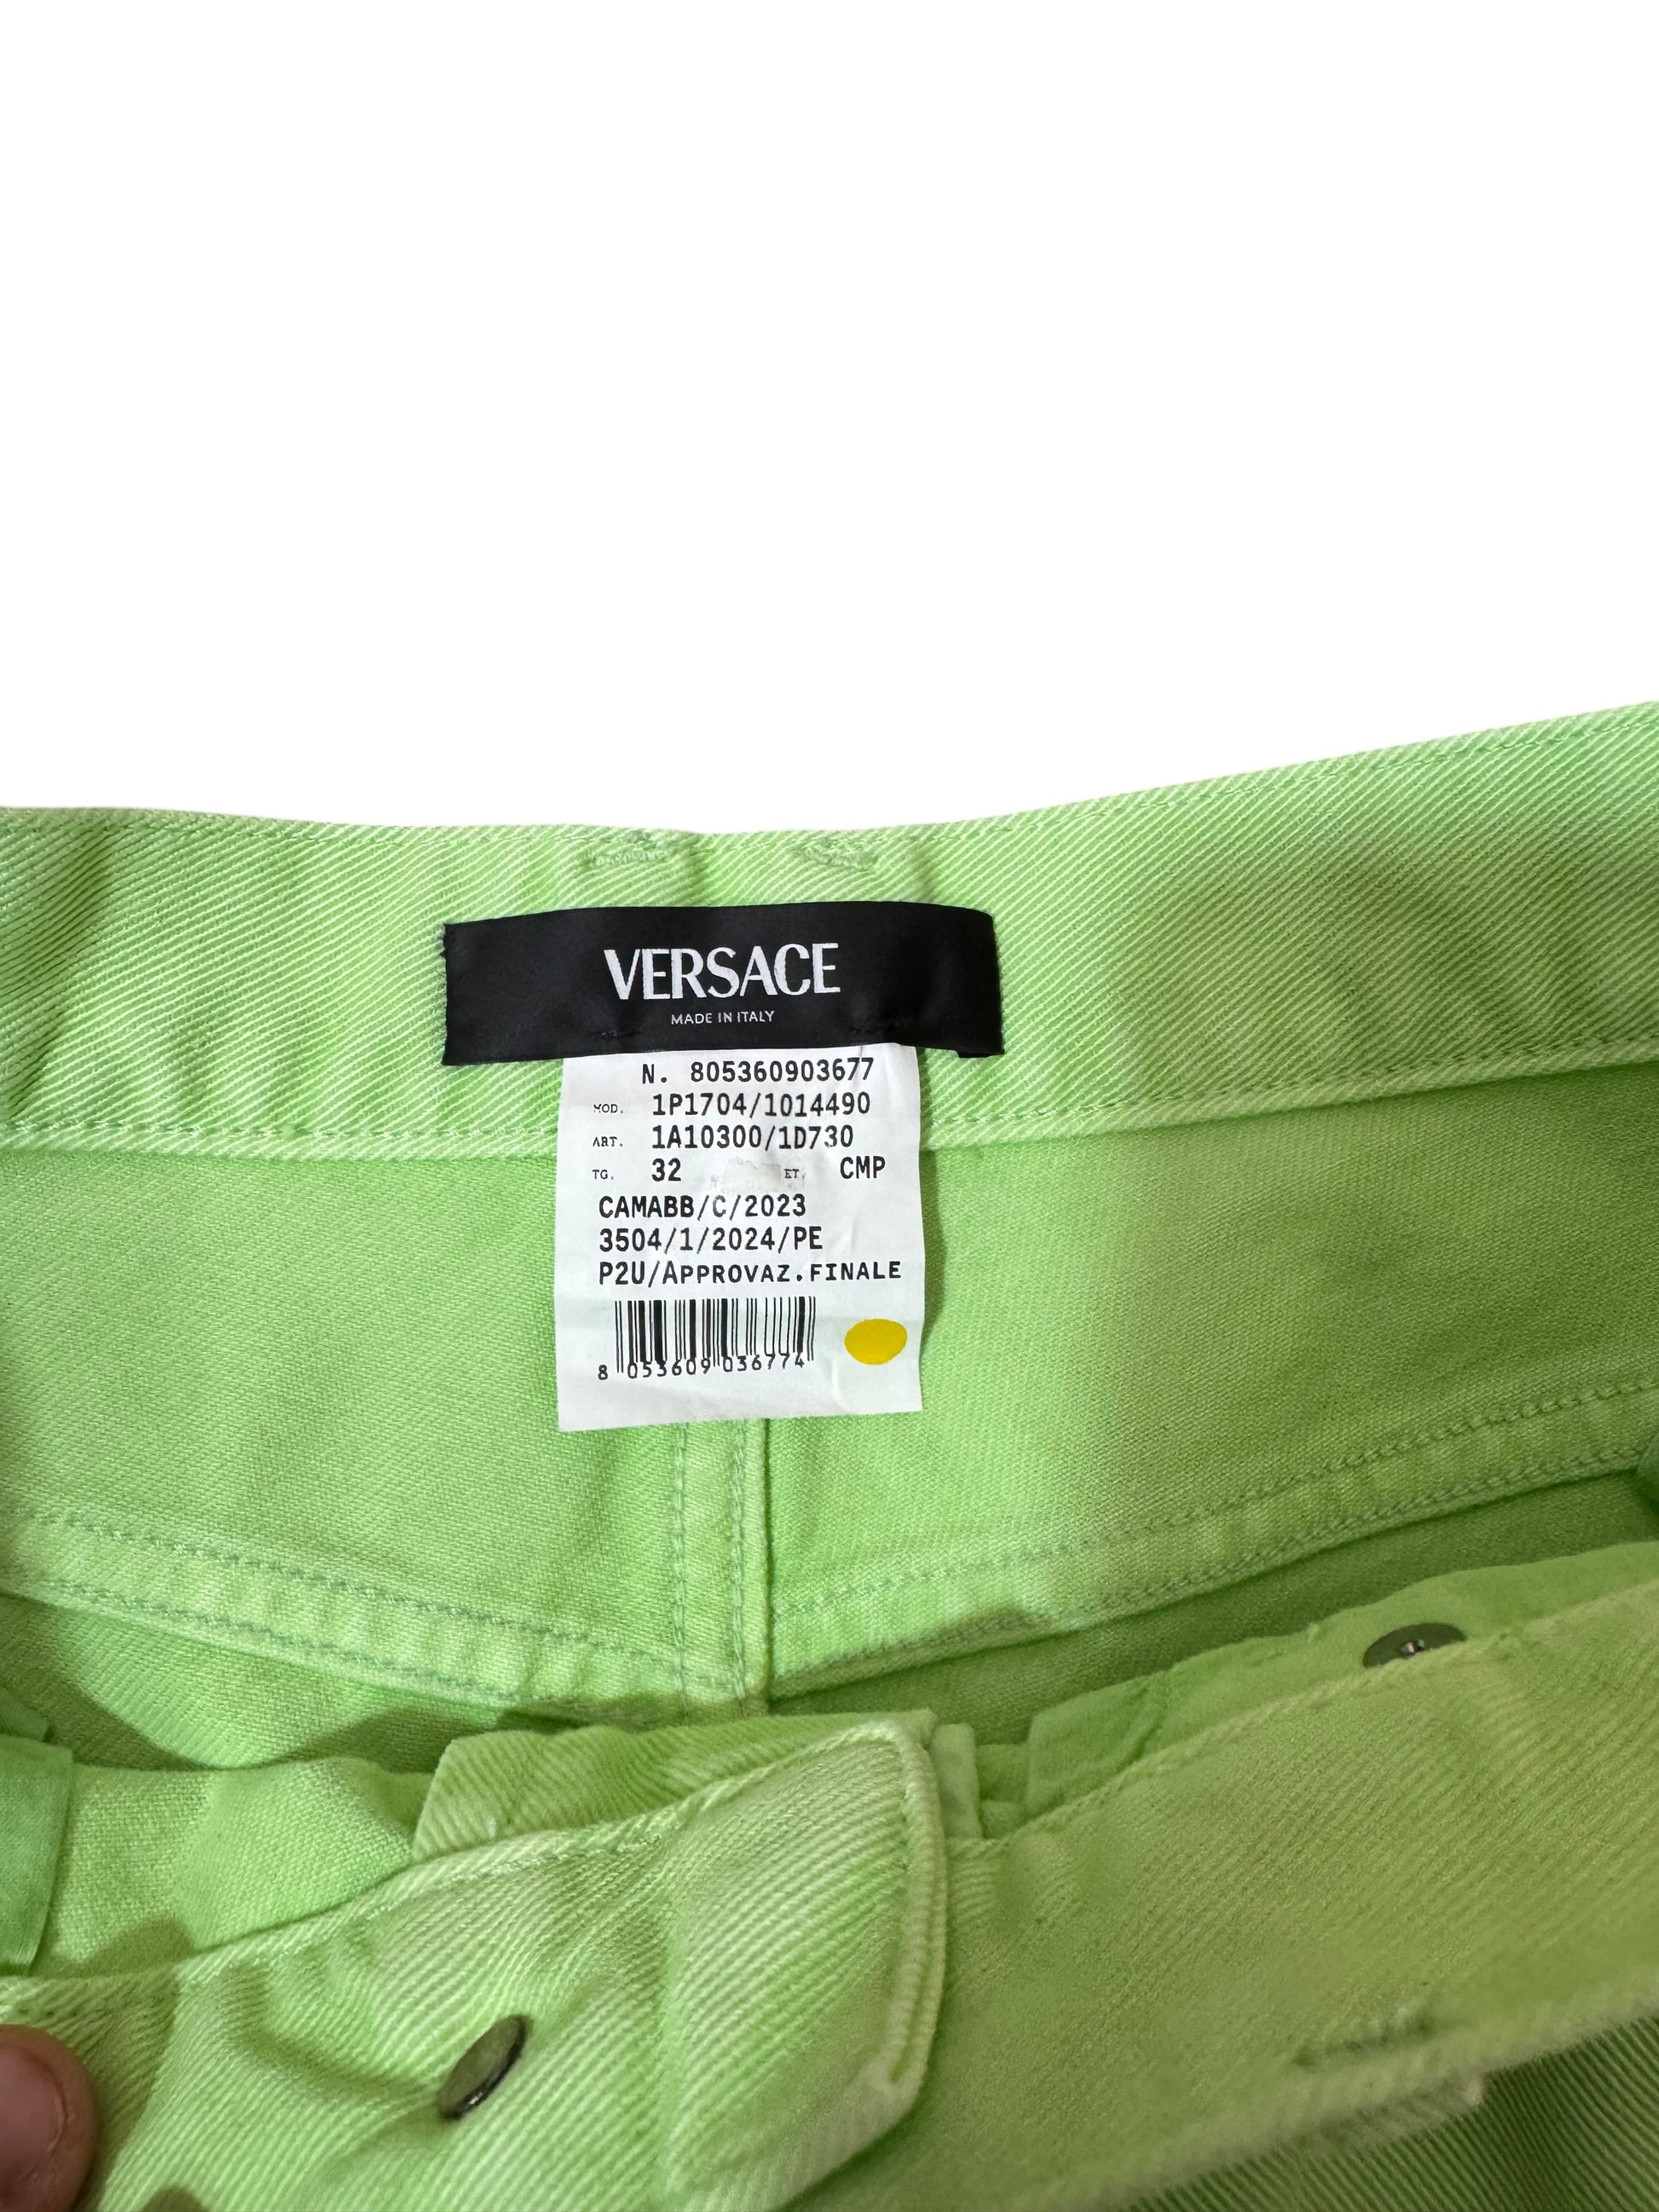 VERSACE
MADE IN ITALY
N. 805360903677
MOD. 1P1704/1014490
ART. 1A10300/1D730
TG. 32 ET. CMP
CAMABB/C/2023
3504/1/2024/PE
P2U/APPROVAZ.FINALE
8 053609 036774